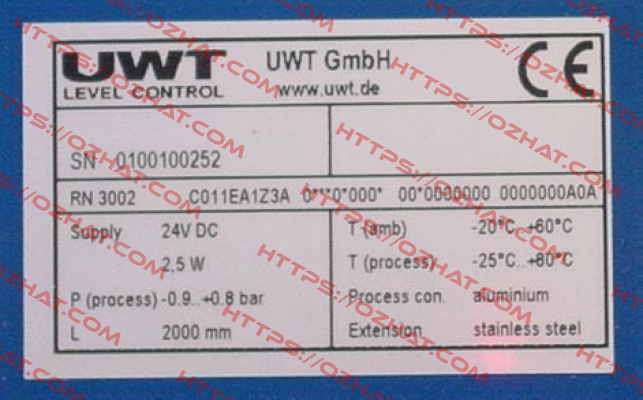 UWT UWT GmbH CE
LEVEL CONTROL www.uwt.de
SN 0100100252
RN 3002 C011EA1Z3A 0***0*000* 00*0000000 0000000A0A
Supply 24V DC T (amb) -20°C..+60°C
2,5 W T (process) -25°C..+80°C
P (process) -0.9..+0.8 bar Process con. aluminium
L 2000 mm Extension stainless steel
HTTPS://OZHAT.COM